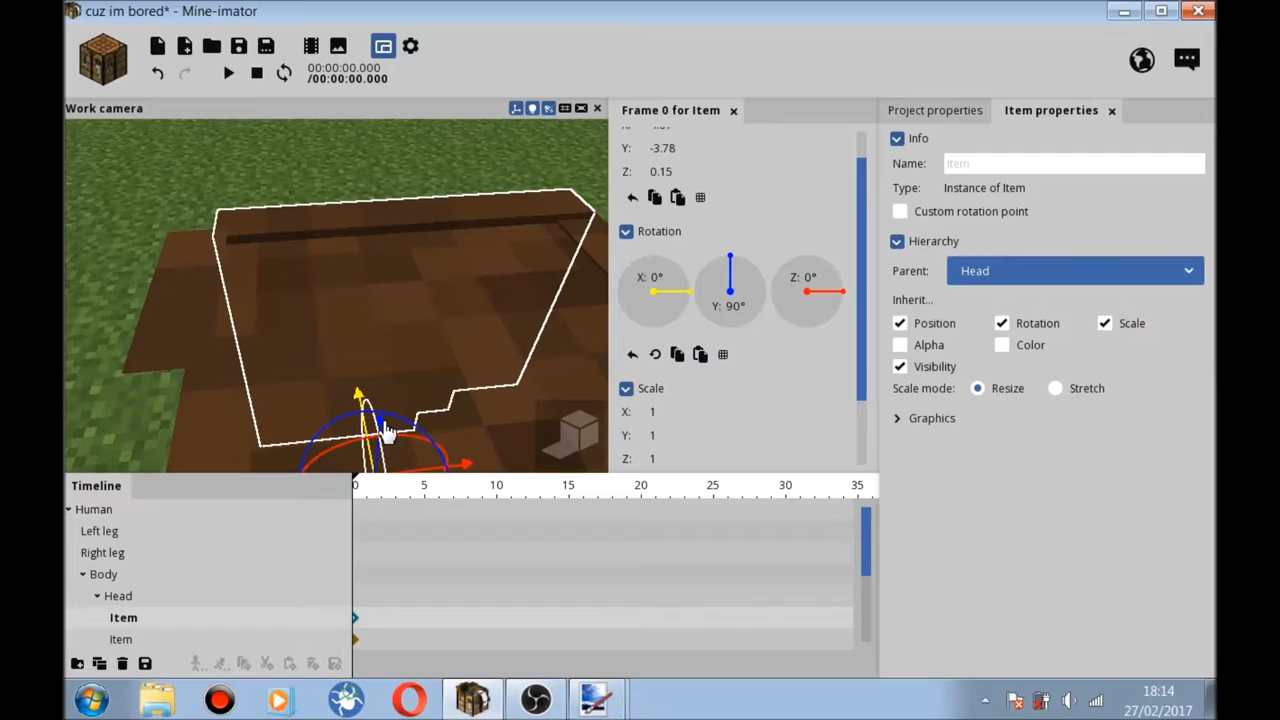 cuz im bored* - Mine-imator
00:00:00.000
/00:00:00.000
Work camera
Frame 0 for Item
Y: -3.78
Z: 0.15
Rotation
X: 0°
Y: 90°
Z: 0°
Scale
X: 1
Y: 1
Z: 1
Project properties
Item properties
Info
Name: Item
Type: Instance of Item
Custom rotation point
Hierarchy
Parent: Head
Inherit...
Position Rotation Scale
Alpha Color
Visibility
Scale mode: Resize Stretch
Graphics
Timeline
0 5 10 15 20 25 30 35
Human
Left leg
Right leg
Body
Head
Item
Item
18:14
27/02/2017